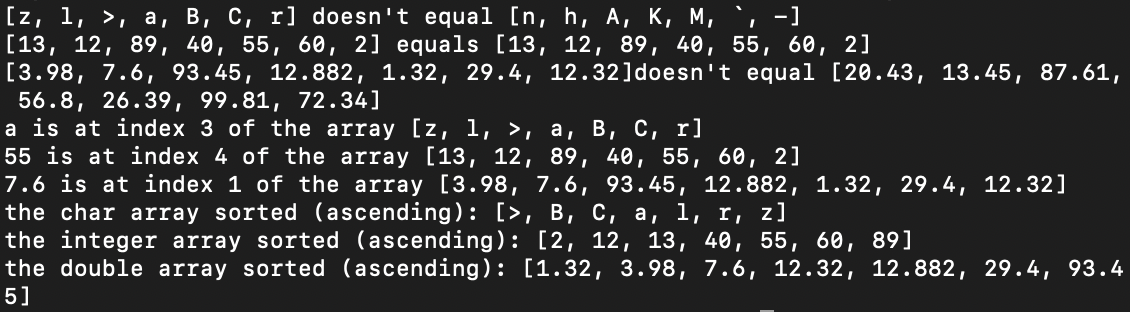 [z, l, >, a, B, C, r] doesn't equal [n, h, A, K, M, `, –]
[13, 12, 89, 40, 55, 60, 2] equals [13, 12, 89, 40, 55, 60, 2]
[3.98, 7.6, 93.45, 12.882, 1.32, 29.4, 12.32]doesn't equal [20.43, 13.45, 87.61,
 56.8, 26.39, 99.81, 72.34]
a is at index 3 of the array [z, l, >, a, B, C, r]
55 is at index 4 of the array [13, 12, 89, 40, 55, 60, 2]
7.6 is at index 1 of the array [3.98, 7.6, 93.45, 12.882, 1.32, 29.4, 12.32]
the char array sorted (ascending): [>, B, C, a, l, r, z]
the integer array sorted (ascending): [2, 12, 13, 40, 55, 60, 89]
the double array sorted (ascending): [1.32, 3.98, 7.6, 12.32, 12.882, 29.4, 93.4
5]